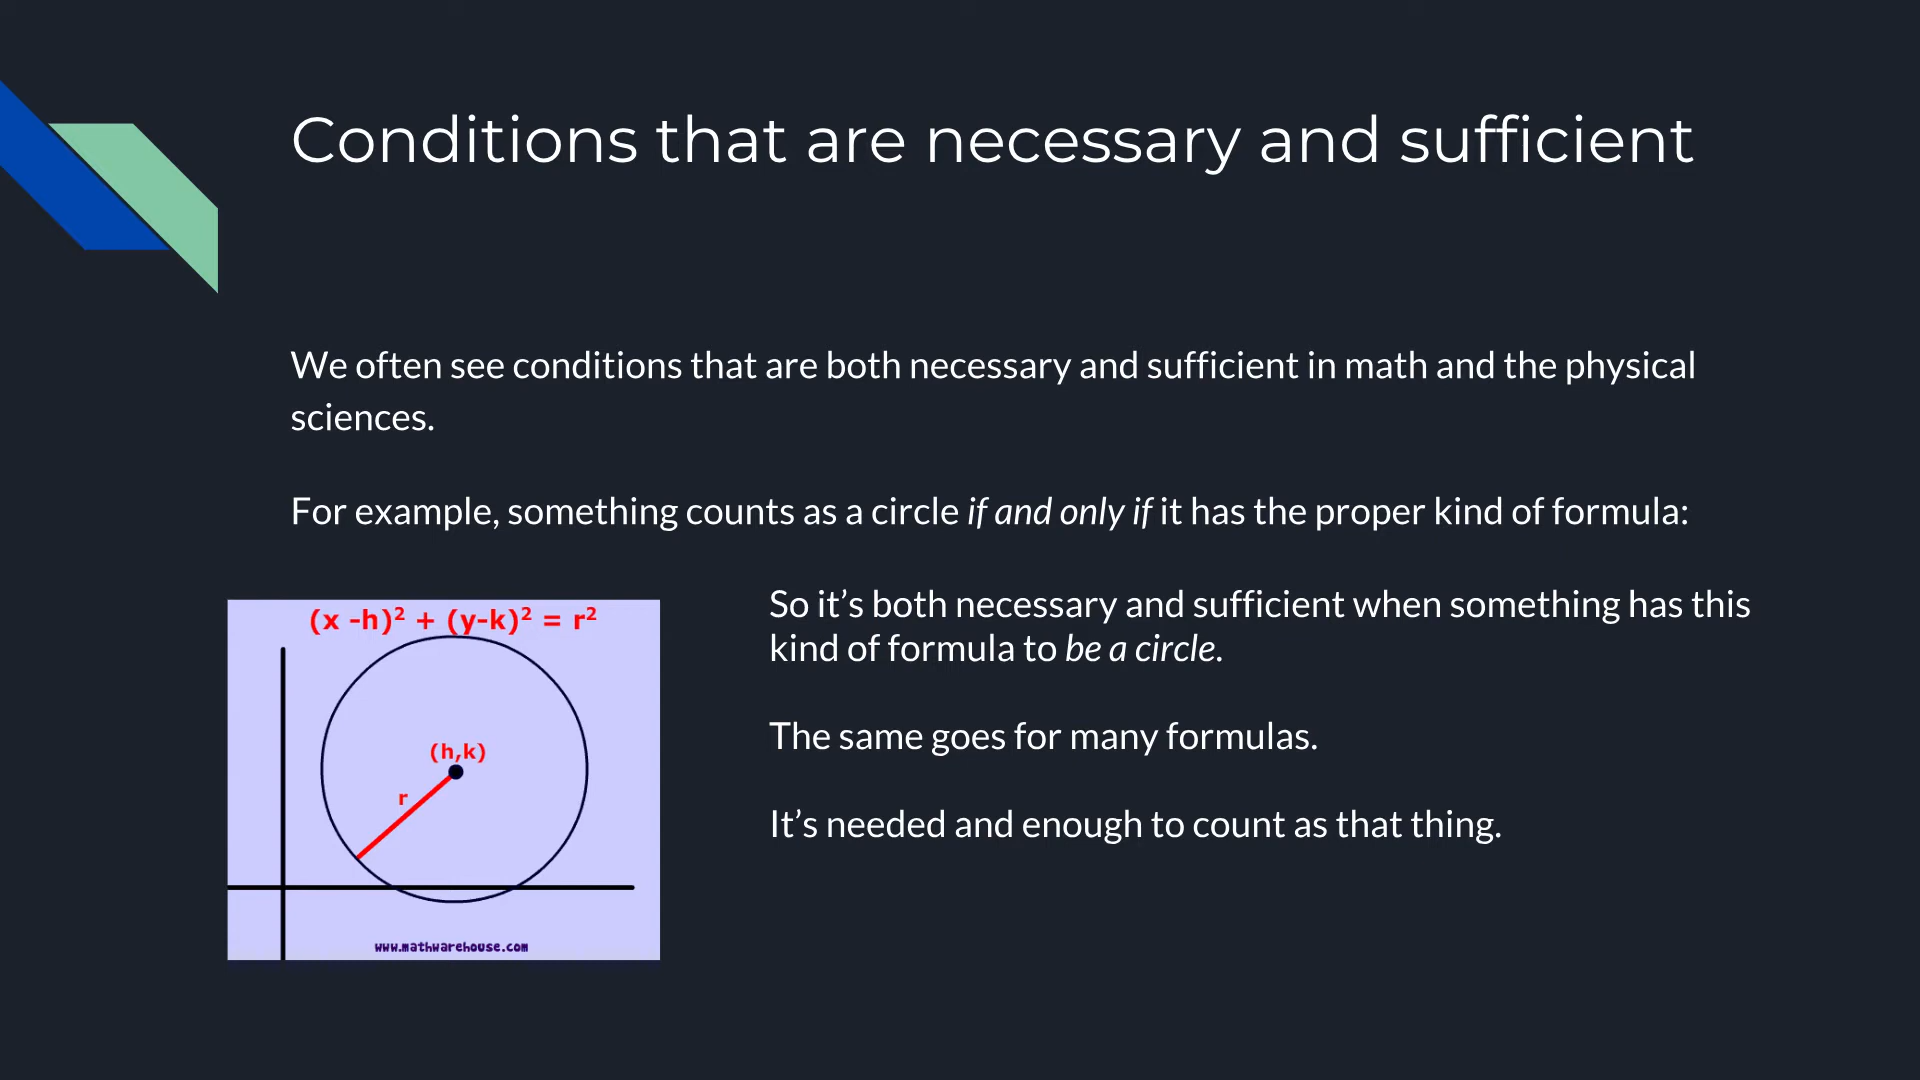 Conditions that are necessary and sufficient
We often see conditions that are both necessary and sufficient in math and the physical
sciences.
For example, something counts as a circle if and only if it has the proper kind of formula:
(x -h)² + (y-k)² = r²
(h,k)
r
www.mathwarehouse.com
So it’s both necessary and sufficient when something has this
kind of formula to be a circle.
The same goes for many formulas.
It’s needed and enough to count as that thing.